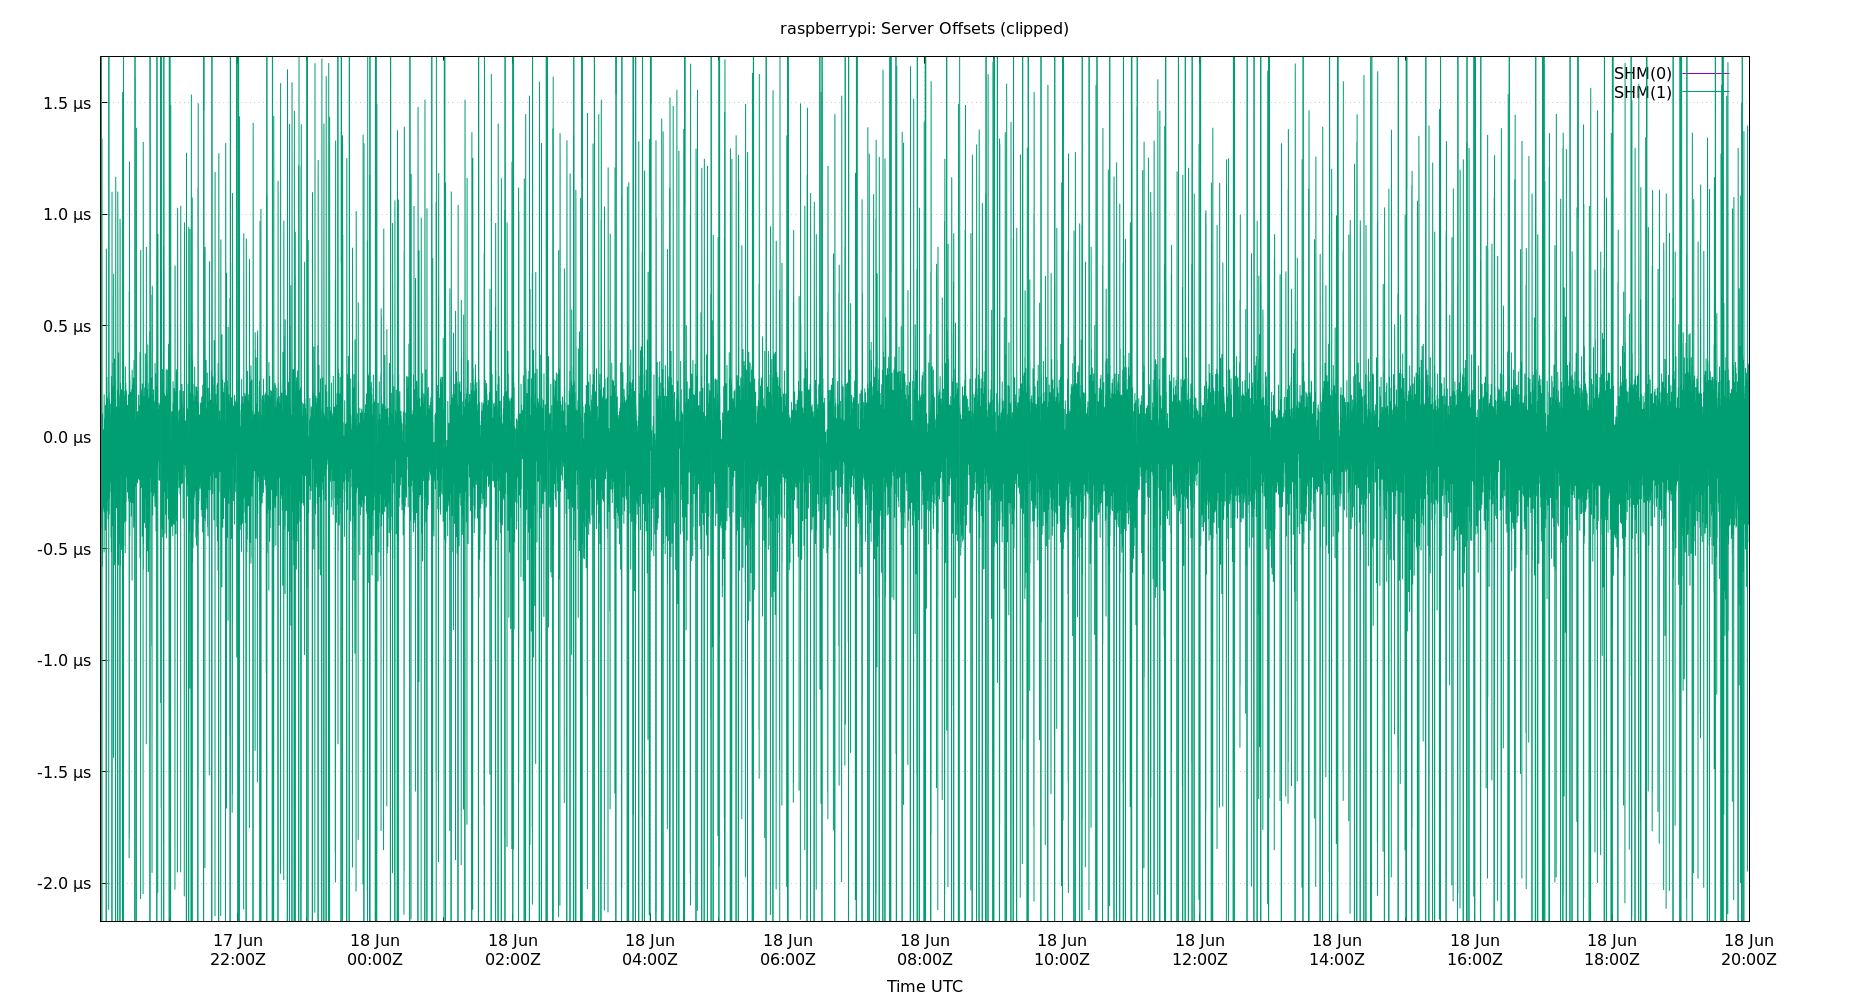 raspberrypi: Server Offsets (clipped)
SHM(0)
SHM(1)
1.5 μs
1.0 μs
0.5 μs
0.0 μs
-0.5 μs
-1.0 μs
-1.5 μs
-2.0 μs
17 Jun 18 Jun 18 Jun 18 Jun 18 Jun 18 Jun 18 Jun 18 Jun 18 Jun 18 Jun 18 Jun 18 Jun
22:00Z 00:00Z 02:00Z 04:00Z 06:00Z 08:00Z 10:00Z 12:00Z 14:00Z 16:00Z 18:00Z 20:00Z
Time UTC